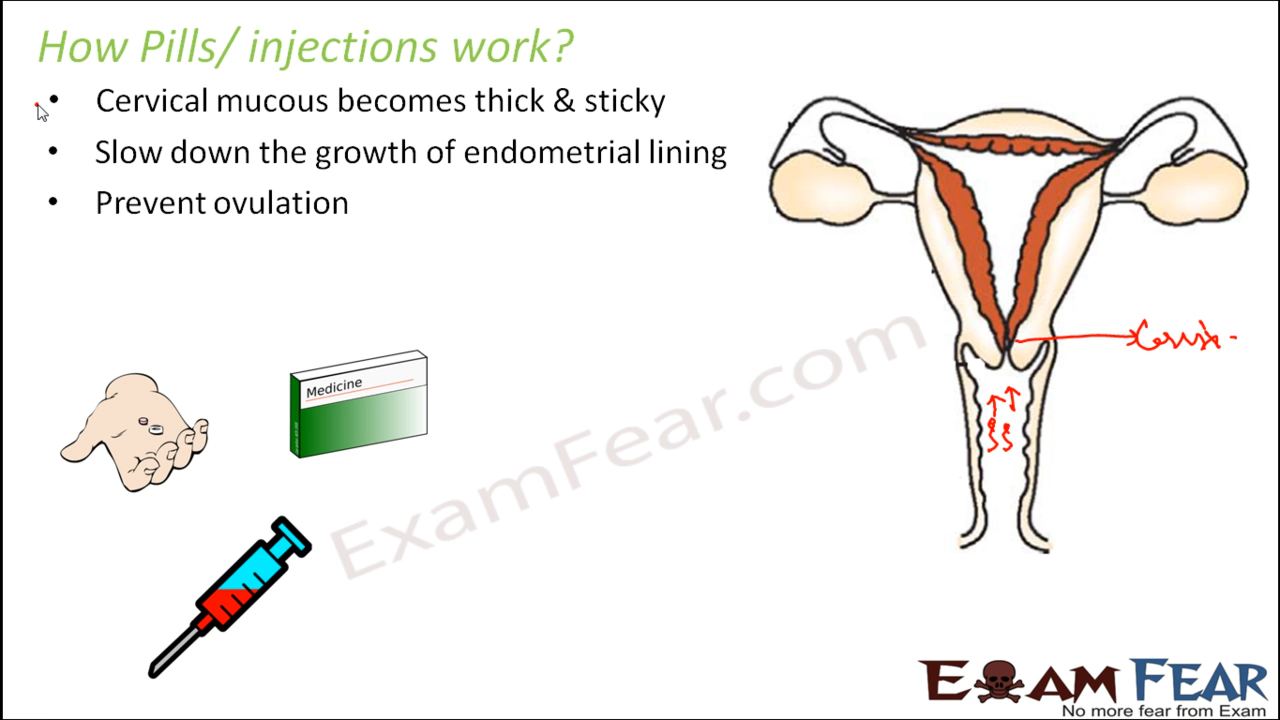 How Pills/ injections work?
• Cervical mucous becomes thick & sticky
• Slow down the growth of endometrial lining
• Prevent ovulation
Medicine
ExamFear.com
EXAM FEAR
No more fear from Exam